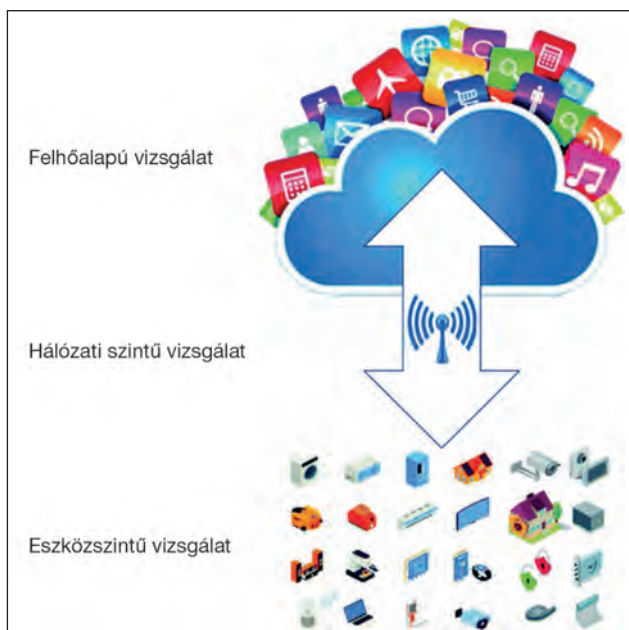 Felhőalapú vizsgálat
Hálózati szintű vizsgálat
Eszközszintű vizsgálat